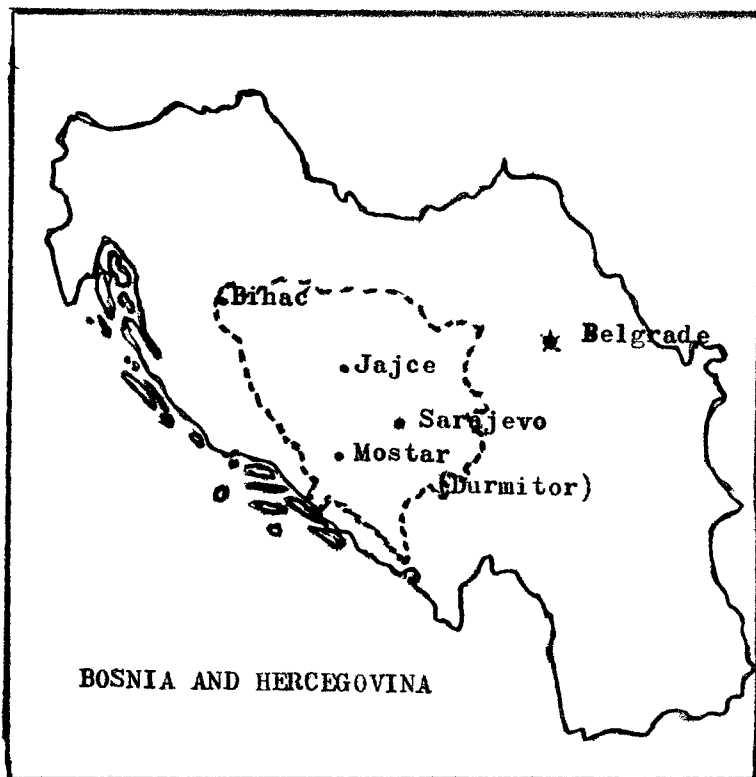 Bihac
Belgrade
Jajce
Sarajevo
Mostar
(Durmitor)
BOSNIA AND HERCEGOVINA